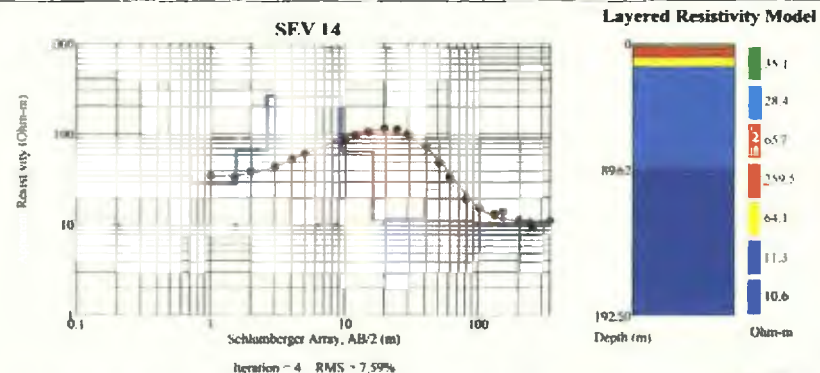 SEV 14
Layered Resistivity Model
Resistivity (Ohm-m)
100
10
1
0.1
1
10
100
Schlumberger Array, AB/2 (m)
Iteration = 4 RMS = 7.59%
0
89.62
192.50
Depth (m)
28.4
65.7
259.5
64.1
11.3
10.6
Ohm-m